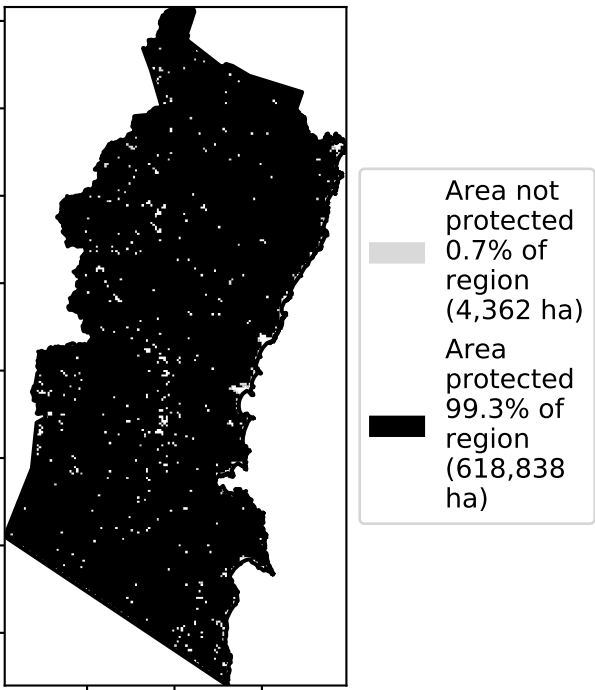 Area not
protected
0.7% of
region
(4,362 ha)
Area
protected
99.3% of
region
(618,838
ha)